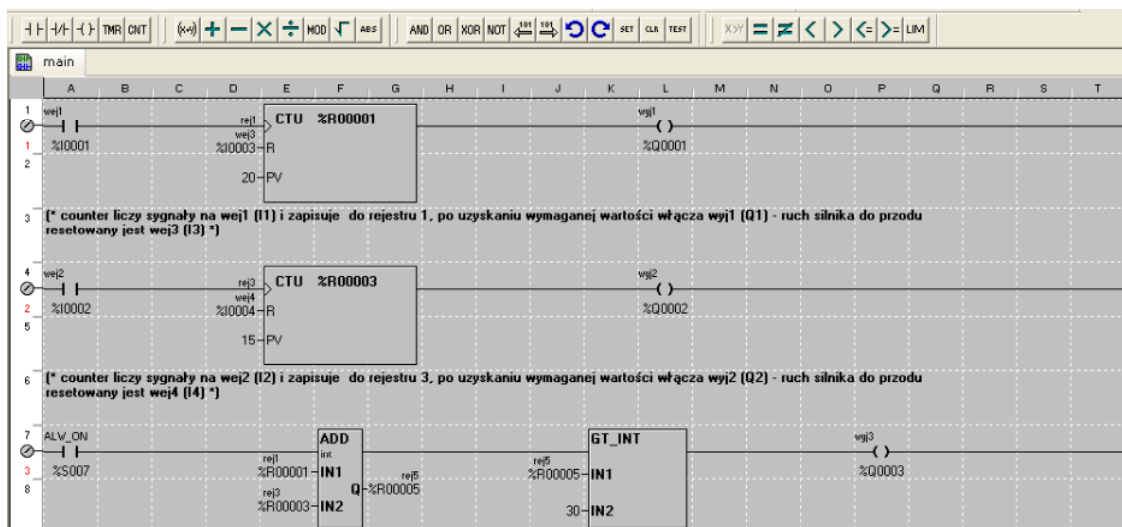 TMR CNT (x→y) MOD ABS AND OR XOR NOT 101 101 SET CLR TEST X>Y LIM
main
A B C D E F G H I J K L M N O P Q R S T
1 wej1 rej1 CTU %R00001 wyj1
wej3
1 %I0001 %I0003 R %Q0001
2
20 PV
3 (* counter liczy sygnały na wej1 (I1) i zapisuje do rejestru 1, po uzyskaniu wymaganej wartości włącza wyj1 (Q1) - ruch silnika do przodu
resetowany jest wej3 (I3) *)
4 wej2 rej3 CTU %R00003 wyj2
wej4
2 %I0002 %I0004 R %Q0002
5
15 PV
6 (* counter liczy sygnały na wej2 (I2) i zapisuje do rejestru 3, po uzyskaniu wymaganej wartości włącza wyj2 (Q2) - ruch silnika do przodu
resetowany jest wej4 (I4) *)
7 ALW_ON ADD GT_INT wyj3
int
rej1 rej5
3 %S007 %R00001 IN1 rej5 %R00005 IN1 %Q0003
8 rej3 Q %R00005
%R00003 IN2 30 IN2